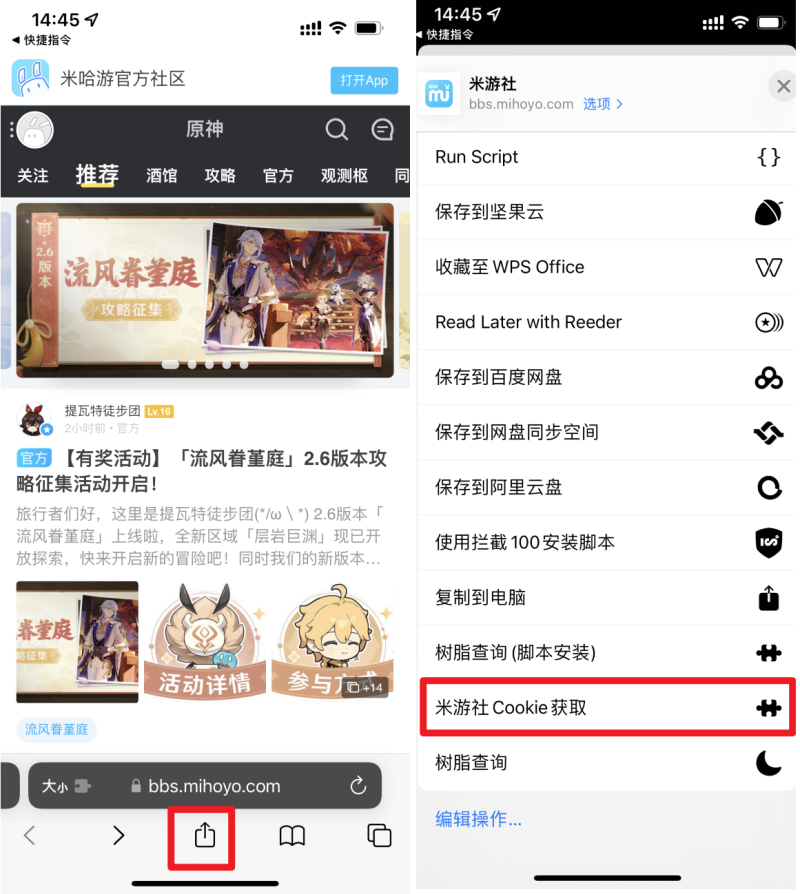 14:45
快捷指令
米哈游官方社区
打开App
原神
关注
推荐
酒馆
攻略
官方
观测枢
同
2.6
版
本
流风眷堇庭
攻略征集
提瓦特徒步团
Lv.16
2小时前·官方
官方 【有奖活动】「流风眷堇庭」2.6版本攻
略征集活动开启！
旅行者们好，这里是提瓦特徒步团(*/ω＼*) 2.6版本「
流风眷堇庭」上线啦，全新区域「层岩巨渊」现已开
放探索，快来开启新的冒险吧！同时我们的新版本...
眷堇庭
略征集
活动详情
参与方式
+14
流风眷堇庭
大小
bbs.mihoyo.com
14:45
快捷指令
米游社
bbs.mihoyo.com 选项
Run Script
保存到坚果云
收藏至 WPS Office
Read Later with Reeder
保存到百度网盘
保存到网盘同步空间
保存到阿里云盘
使用拦截 100 安装脚本
复制到电脑
树脂查询 (脚本安装)
米游社 Cookie 获取
树脂查询
编辑操作...